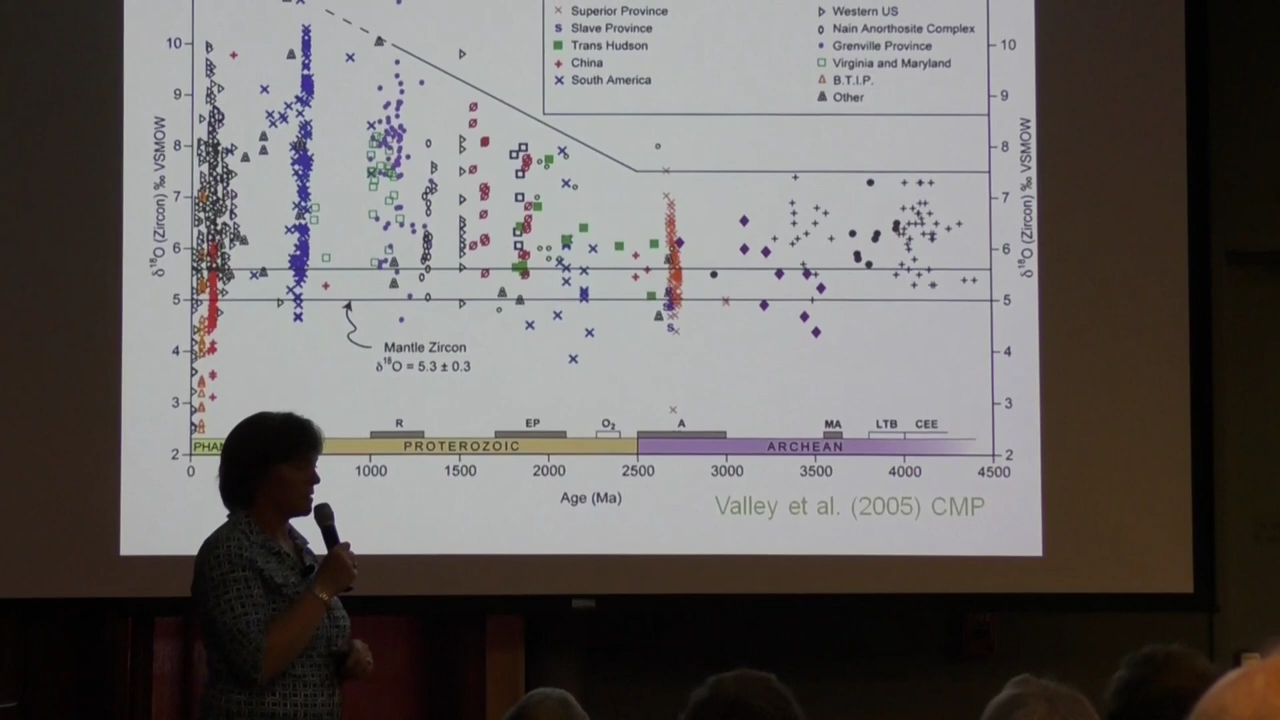 Superior Province
Slave Province
Trans Hudson
China
South America
Western US
Nain Anorthosite Complex
Grenville Province
Virginia and Maryland
B.T.I.P.
Other
10
9
8
7
6
5
4
3
2
δ18O (Zircon) ‰ VSMOW
10
9
8
7
6
5
4
3
2
δ18O (Zircon) ‰ VSMOW
Mantle Zircon
δ18O = 5.3 ± 0.3
R
EP
O2
A
MA
LTB
CEE
PHAN
PROTEROZOIC
ARCHEAN
0
1000
1500
2000
2500
3000
3500
4000
4500
Age (Ma)
Valley et al. (2005) CMP